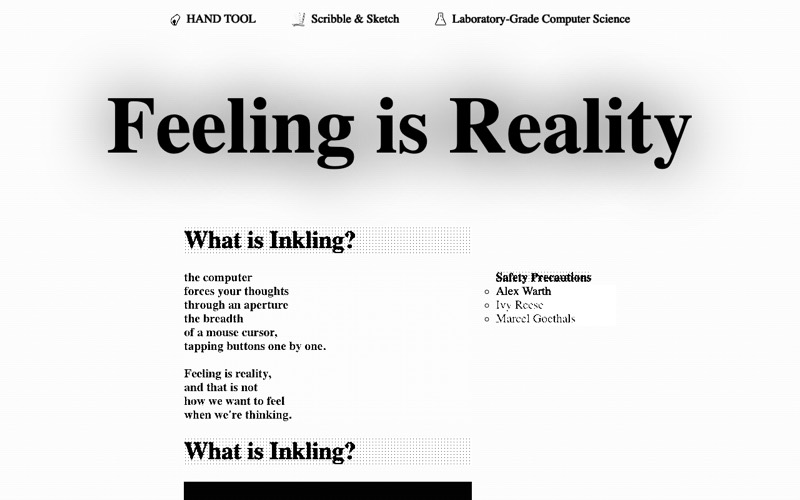 HAND TOOL
Scribble & Sketch
Laboratory-Grade Computer Science
Feeling is Reality
What is Inkling?
the computer
forces your thoughts
through an aperture
the breadth
of a mouse cursor,
tapping buttons one by one.
Feeling is reality,
and that is not
how we want to feel
when we're thinking.
Safety Precautions
Alex Warth
Ivy Reese
Marcel Goethals
What is Inkling?